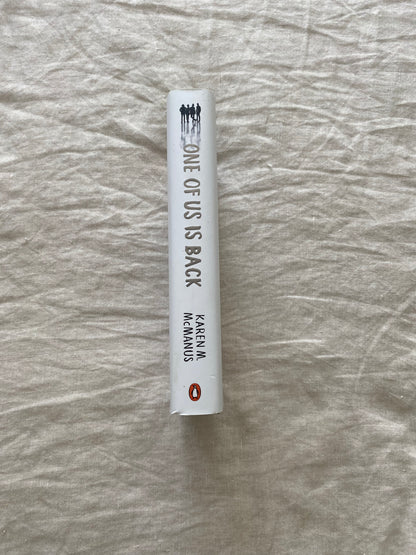 ONE OF US IS BACK
KAREN M.
McMANUS